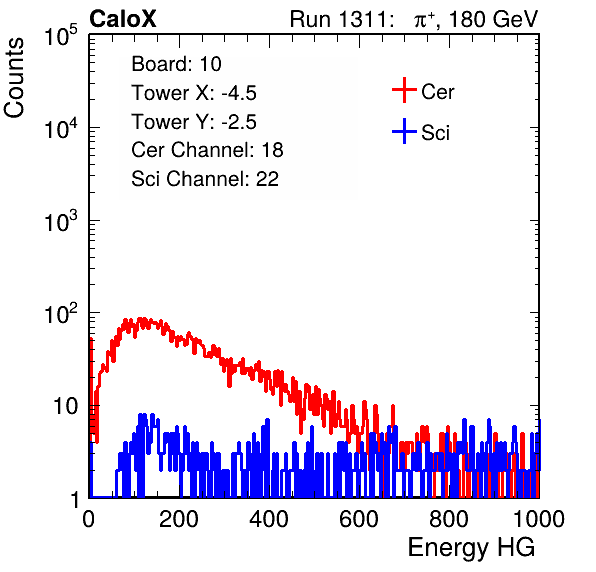 CaloX Run 1311: π⁺, 180 GeV
Counts
10⁵
10⁴
10³
10²
10
1
Board: 10
Tower X: -4.5
Tower Y: -2.5
Cer Channel: 18
Sci Channel: 22
Cer
Sci
0 200 400 600 800 1000
Energy HG